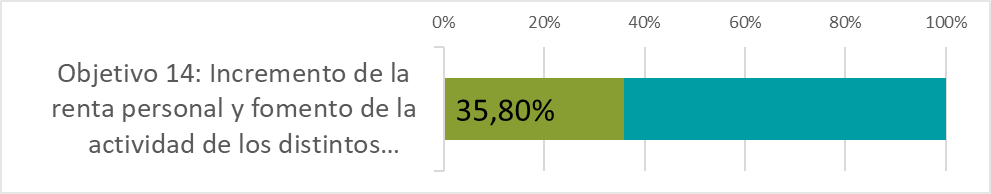 0% 20% 40% 60% 80% 100%
Objetivo 14: Incremento de la
renta personal y fomento de la
actividad de los distintos...
35,80%